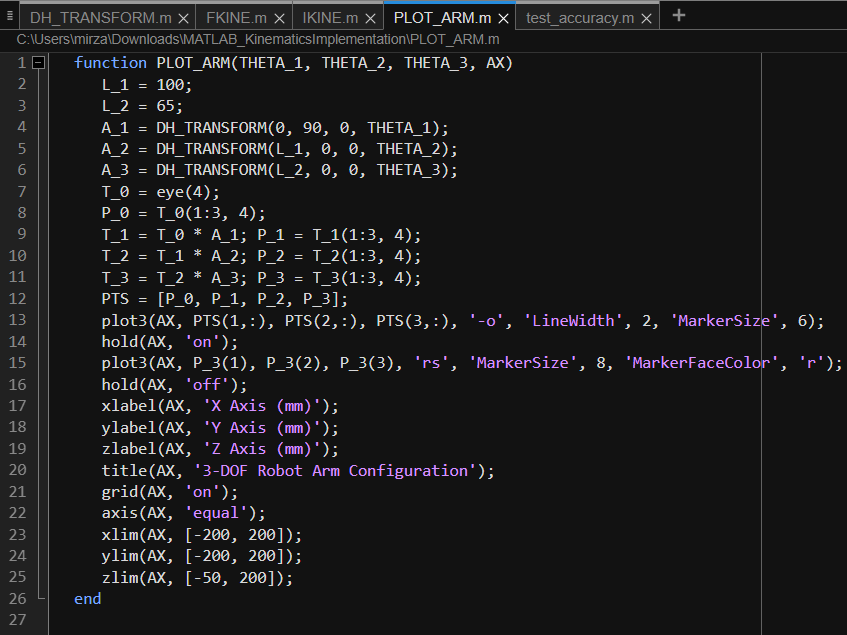 DH_TRANSFORM.m FKINE.m IKINE.m PLOT_ARM.m test_accuracy.m
C:\Users\mirza\Downloads\MATLAB_KinematicsImplementation\PLOT_ARM.m
1 function PLOT_ARM(THETA_1, THETA_2, THETA_3, AX)
2 L_1 = 100;
3 L_2 = 65;
4 A_1 = DH_TRANSFORM(0, 90, 0, THETA_1);
5 A_2 = DH_TRANSFORM(L_1, 0, 0, THETA_2);
6 A_3 = DH_TRANSFORM(L_2, 0, 0, THETA_3);
7 T_0 = eye(4);
8 P_0 = T_0(1:3, 4);
9 T_1 = T_0 * A_1; P_1 = T_1(1:3, 4);
10 T_2 = T_1 * A_2; P_2 = T_2(1:3, 4);
11 T_3 = T_2 * A_3; P_3 = T_3(1:3, 4);
12 PTS = [P_0, P_1, P_2, P_3];
13 plot3(AX, PTS(1,:), PTS(2,:), PTS(3,:), '-o', 'LineWidth', 2, 'MarkerSize', 6);
14 hold(AX, 'on');
15 plot3(AX, P_3(1), P_3(2), P_3(3), 'rs', 'MarkerSize', 8, 'MarkerFaceColor', 'r');
16 hold(AX, 'off');
17 xlabel(AX, 'X Axis (mm)');
18 ylabel(AX, 'Y Axis (mm)');
19 zlabel(AX, 'Z Axis (mm)');
20 title(AX, '3-DOF Robot Arm Configuration');
21 grid(AX, 'on');
22 axis(AX, 'equal');
23 xlim(AX, [-200, 200]);
24 ylim(AX, [-200, 200]);
25 zlim(AX, [-50, 200]);
26 end
27